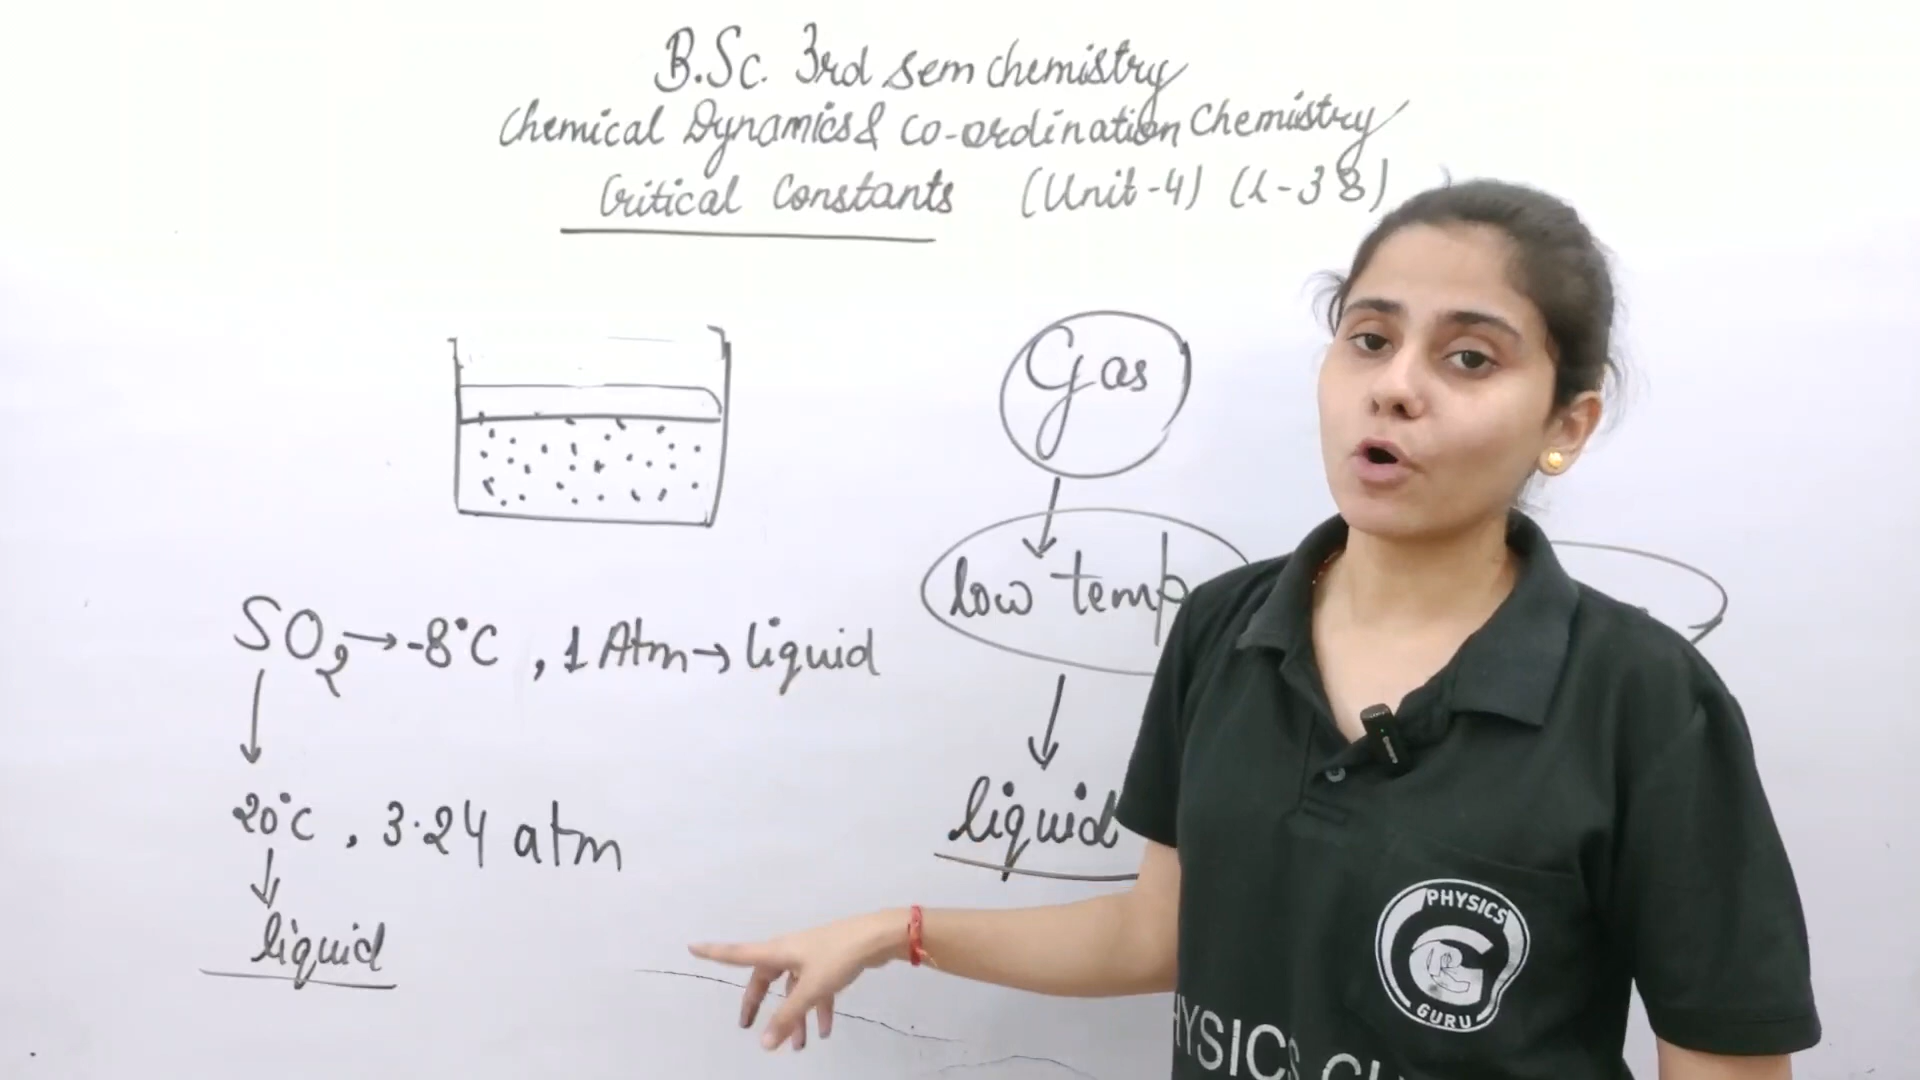 B.Sc. 3rd sem chemistry
Chemical Dynamics & co-ordination Chemistry
Critical Constants (Unit-4) (L-38)
Gas
low temp
liquid
SO2 → -8°C , 1 Atm → liquid
20°C , 3.24 atm
liquid
PHYSICS
GURU